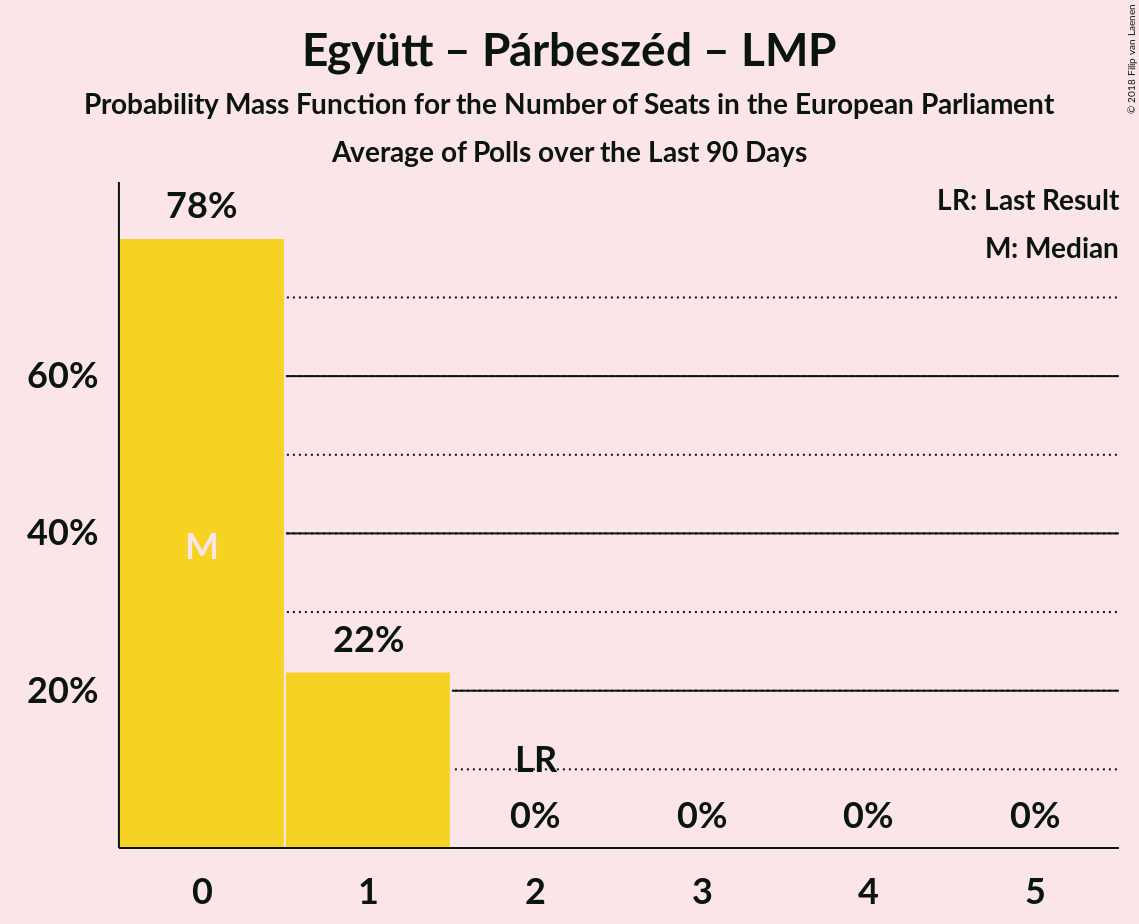 Együtt – Párbeszéd – LMP
Probability Mass Function for the Number of Seats in the European Parliament
Average of Polls over the Last 90 Days
© 2018 Filip van Laenen
LR: Last Result
M: Median
78%
60%
40%
M
22%
20%
LR
0% 0% 0% 0%
0 1 2 3 4 5